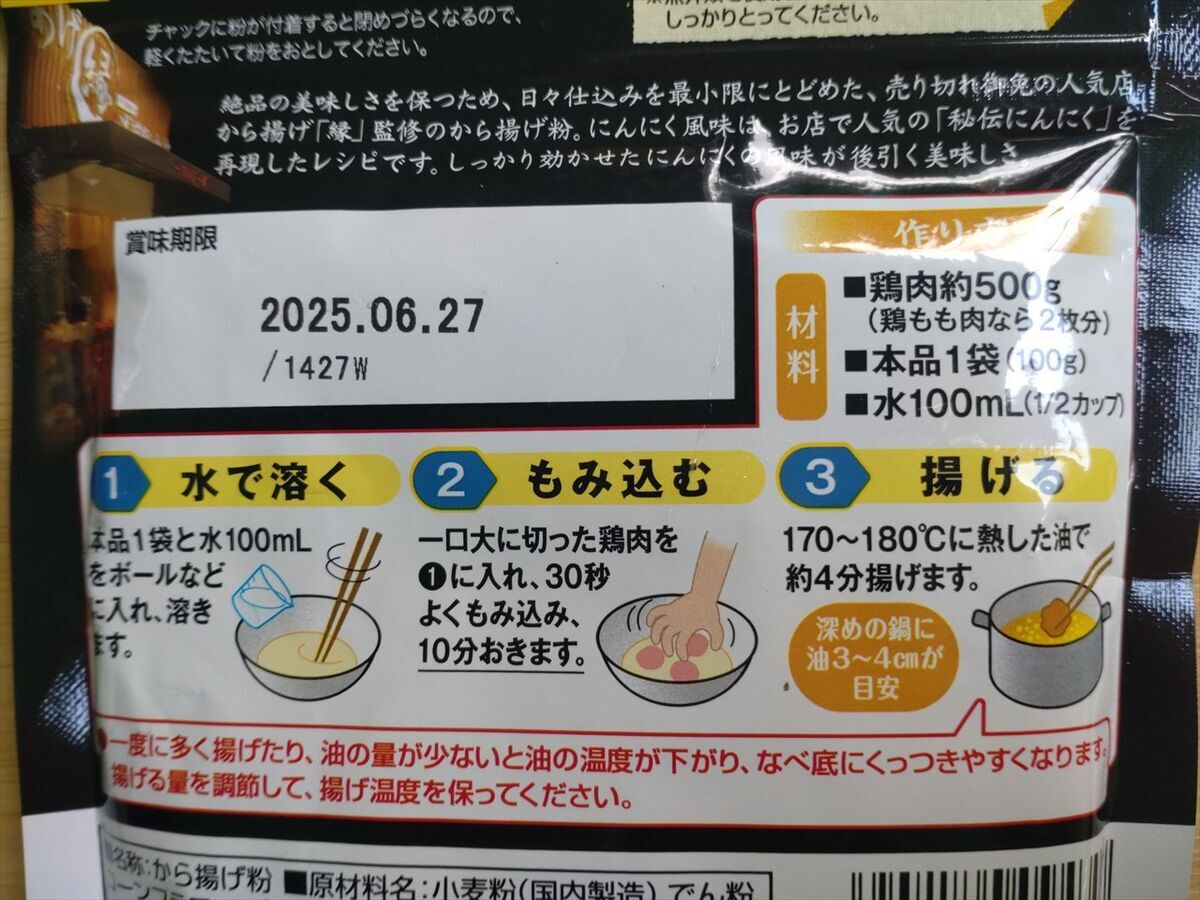 チャックに粉が付着すると閉めづらくなるので、
軽くたたいて粉をおとしてください。
しっかりとってください。
絶品の美味しさを保つため、日々仕込みを最小限にとどめた、売り切れ御免の人気店
から揚げ「縁」監修のから揚げ粉。にんにく風味は、お店で人気の「秘伝にんにく」を
再現したレシピです。しっかり効かせたにんにくの風味が後引く美味しさ。
賞味期限
2025.06.27
/1427W
作り方
材料
■鶏肉約500g
(鶏もも肉なら2枚分)
■本品1袋(100g)
■水100mL(1/2カップ)
1 水で溶く
本品1袋と水100mL
をボールなど
に入れ、溶き
ます。
2 もみ込む
一口大に切った鶏肉を
❶に入れ、30秒
よくもみ込み、
10分おきます。
3 揚げる
170〜180℃に熱した油で
約4分揚げます。
深めの鍋に
油3〜4cmが
目安
●一度に多く揚げたり、油の量が少ないと油の温度が下がり、なべ底にくっつきやすくなります。
揚げる量を調節して、揚げ温度を保ってください。
■名称:から揚げ粉 ■原材料名:小麦粉(国内製造)、でん粉